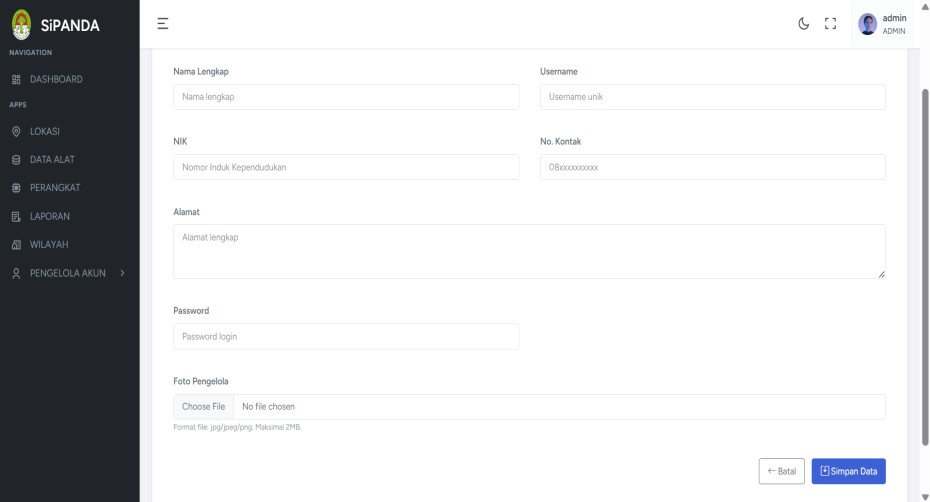 SiPANDA
admin
ADMIN
NAVIGATION
DASHBOARD
APPS
LOKASI
DATA ALAT
PERANGKAT
LAPORAN
WILAYAH
PENGELOLA AKUN
Nama Lengkap
Nama lengkap
Username
Username unik
NIK
Nomor Induk Kependudukan
No. Kontak
08xxxxxxxxxx
Alamat
Alamat lengkap
Password
Password login
Foto Pengelola
Choose File No file chosen
Format file: jpg/jpeg/png. Maksimal 2MB.
← Batal
Simpan Data